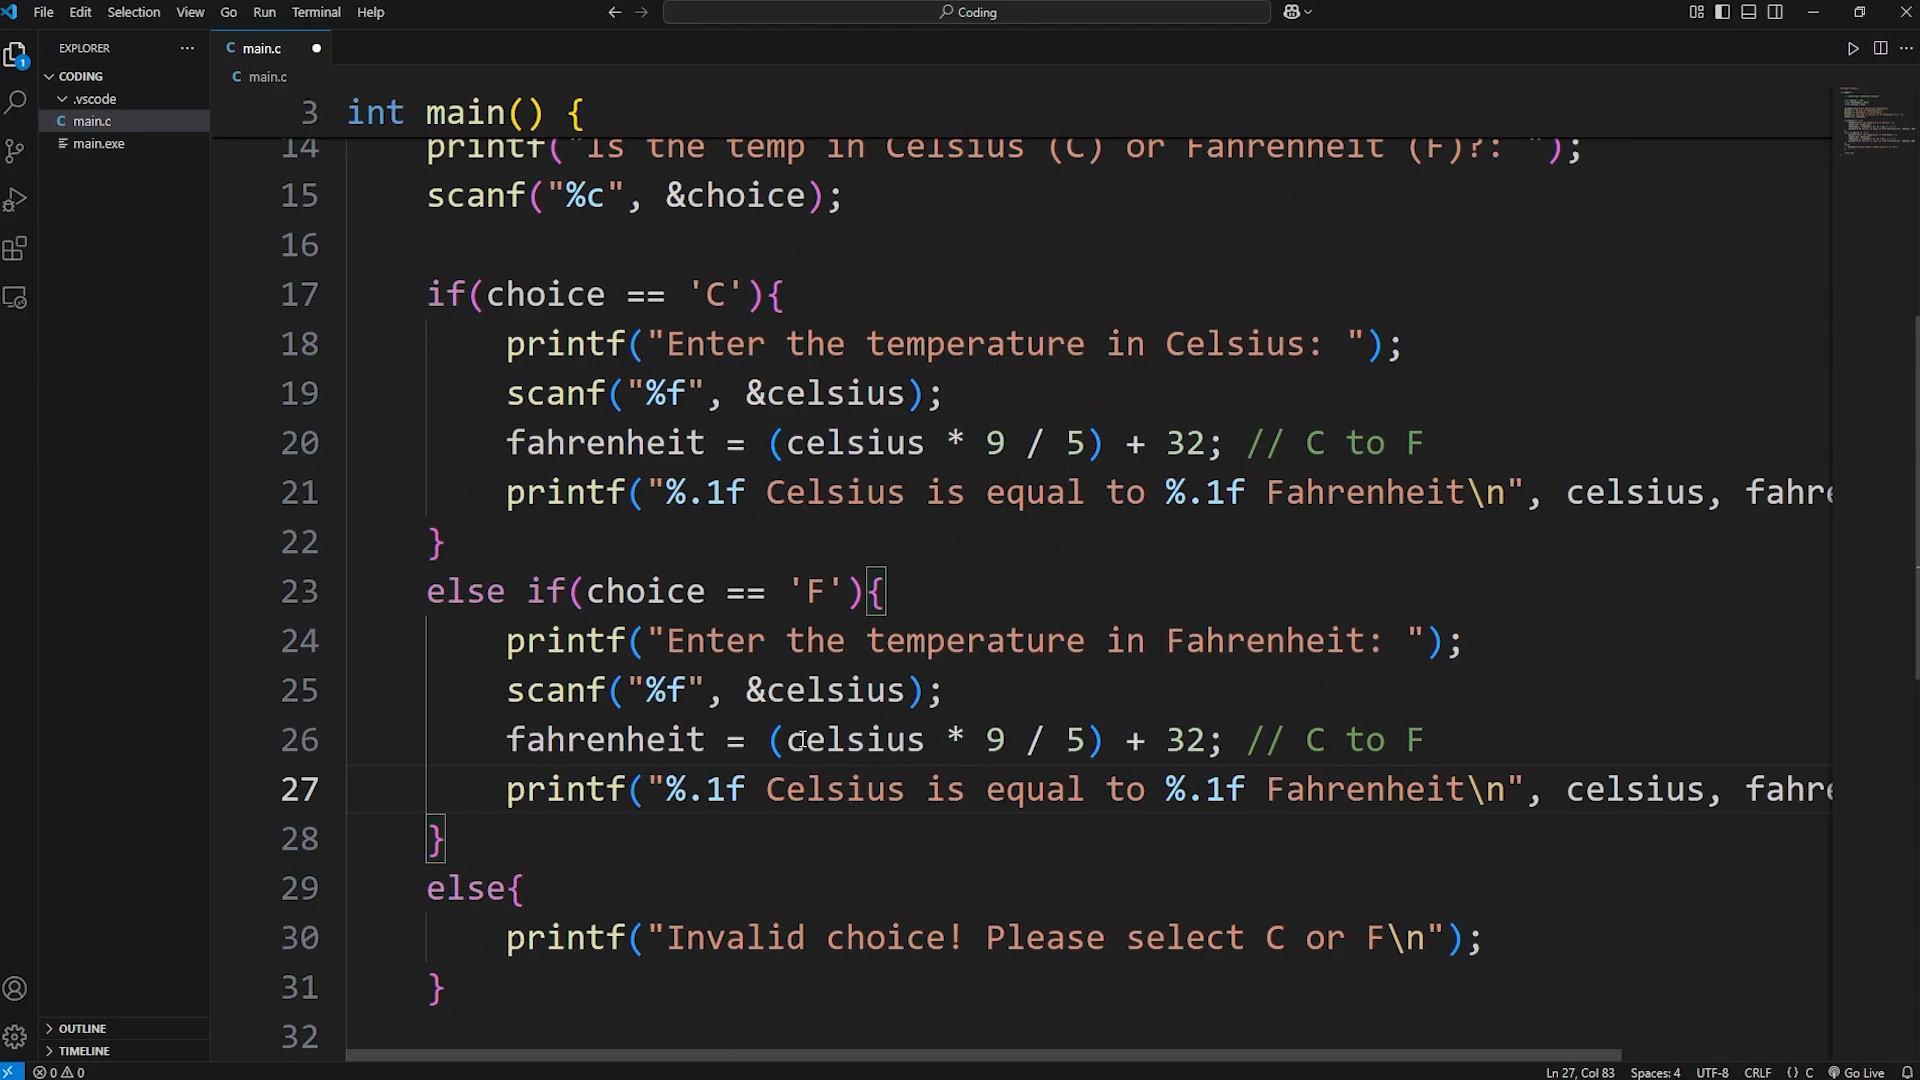 File Edit Selection View Go Run Terminal Help
Coding
EXPLORER
CODING
.vscode
C main.c
main.exe
OUTLINE
TIMELINE
1
C main.c
C main.c
3 int main() {
14 printf("Is the temp in Celsius (C) or Fahrenheit (F)?: ");
15 scanf("%c", &choice);
16
17 if(choice == 'C'){
18 printf("Enter the temperature in Celsius: ");
19 scanf("%f", &celsius);
20 fahrenheit = (celsius * 9 / 5) + 32; // C to F
21 printf("%.1f Celsius is equal to %.1f Fahrenheit\n", celsius, fahre
22 }
23 else if(choice == 'F'){
24 printf("Enter the temperature in Fahrenheit: ");
25 scanf("%f", &celsius);
26 fahrenheit = (celsius * 9 / 5) + 32; // C to F
27 printf("%.1f Celsius is equal to %.1f Fahrenheit\n", celsius, fahre
28 }
29 else{
30 printf("Invalid choice! Please select C or F\n");
31 }
32
0 0
Ln 27, Col 83 Spaces: 4 UTF-8 CRLF {} C Go Live